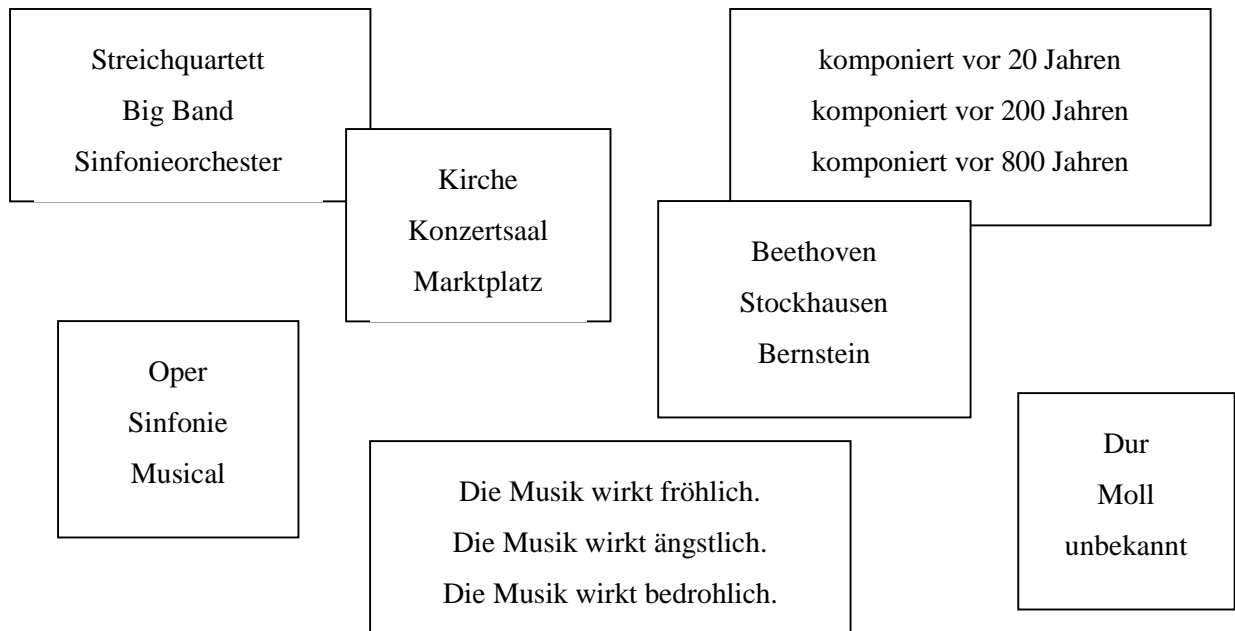 Streichquartett
Big Band
Sinfonieorchester
komponiert vor 20 Jahren
komponiert vor 200 Jahren
komponiert vor 800 Jahren
Kirche
Konzertsaal
Marktplatz
Beethoven
Stockhausen
Bernstein
Oper
Sinfonie
Musical
Die Musik wirkt fröhlich.
Die Musik wirkt ängstlich.
Die Musik wirkt bedrohlich.
Dur
Moll
unbekannt